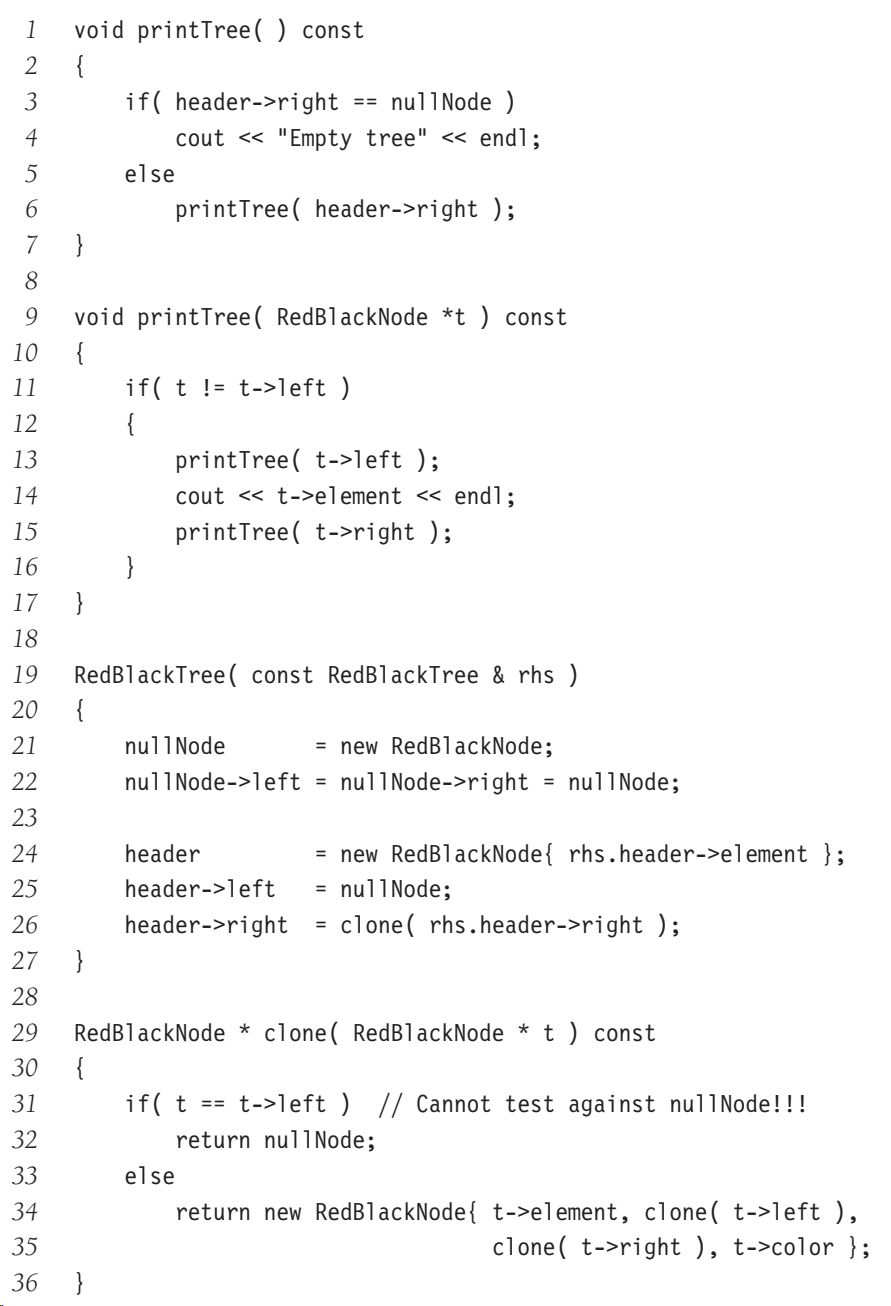 1 void printTree( ) const
2 {
3 if( header->right == nullNode )
4 cout << "Empty tree" << endl;
5 else
6 printTree( header->right );
7 }
8
9 void printTree( RedBlackNode *t ) const
10 {
11 if( t != t->left )
12 {
13 printTree( t->left );
14 cout << t->element << endl;
15 printTree( t->right );
16 }
17 }
18
19 RedBlackTree( const RedBlackTree & rhs )
20 {
21 nullNode = new RedBlackNode;
22 nullNode->left = nullNode->right = nullNode;
23
24 header = new RedBlackNode{ rhs.header->element };
25 header->left = nullNode;
26 header->right = clone( rhs.header->right );
27 }
28
29 RedBlackNode * clone( RedBlackNode * t ) const
30 {
31 if( t == t->left ) // Cannot test against nullNode!!!
32 return nullNode;
33 else
34 return new RedBlackNode{ t->element, clone( t->left ),
35 clone( t->right ), t->color };
36 }